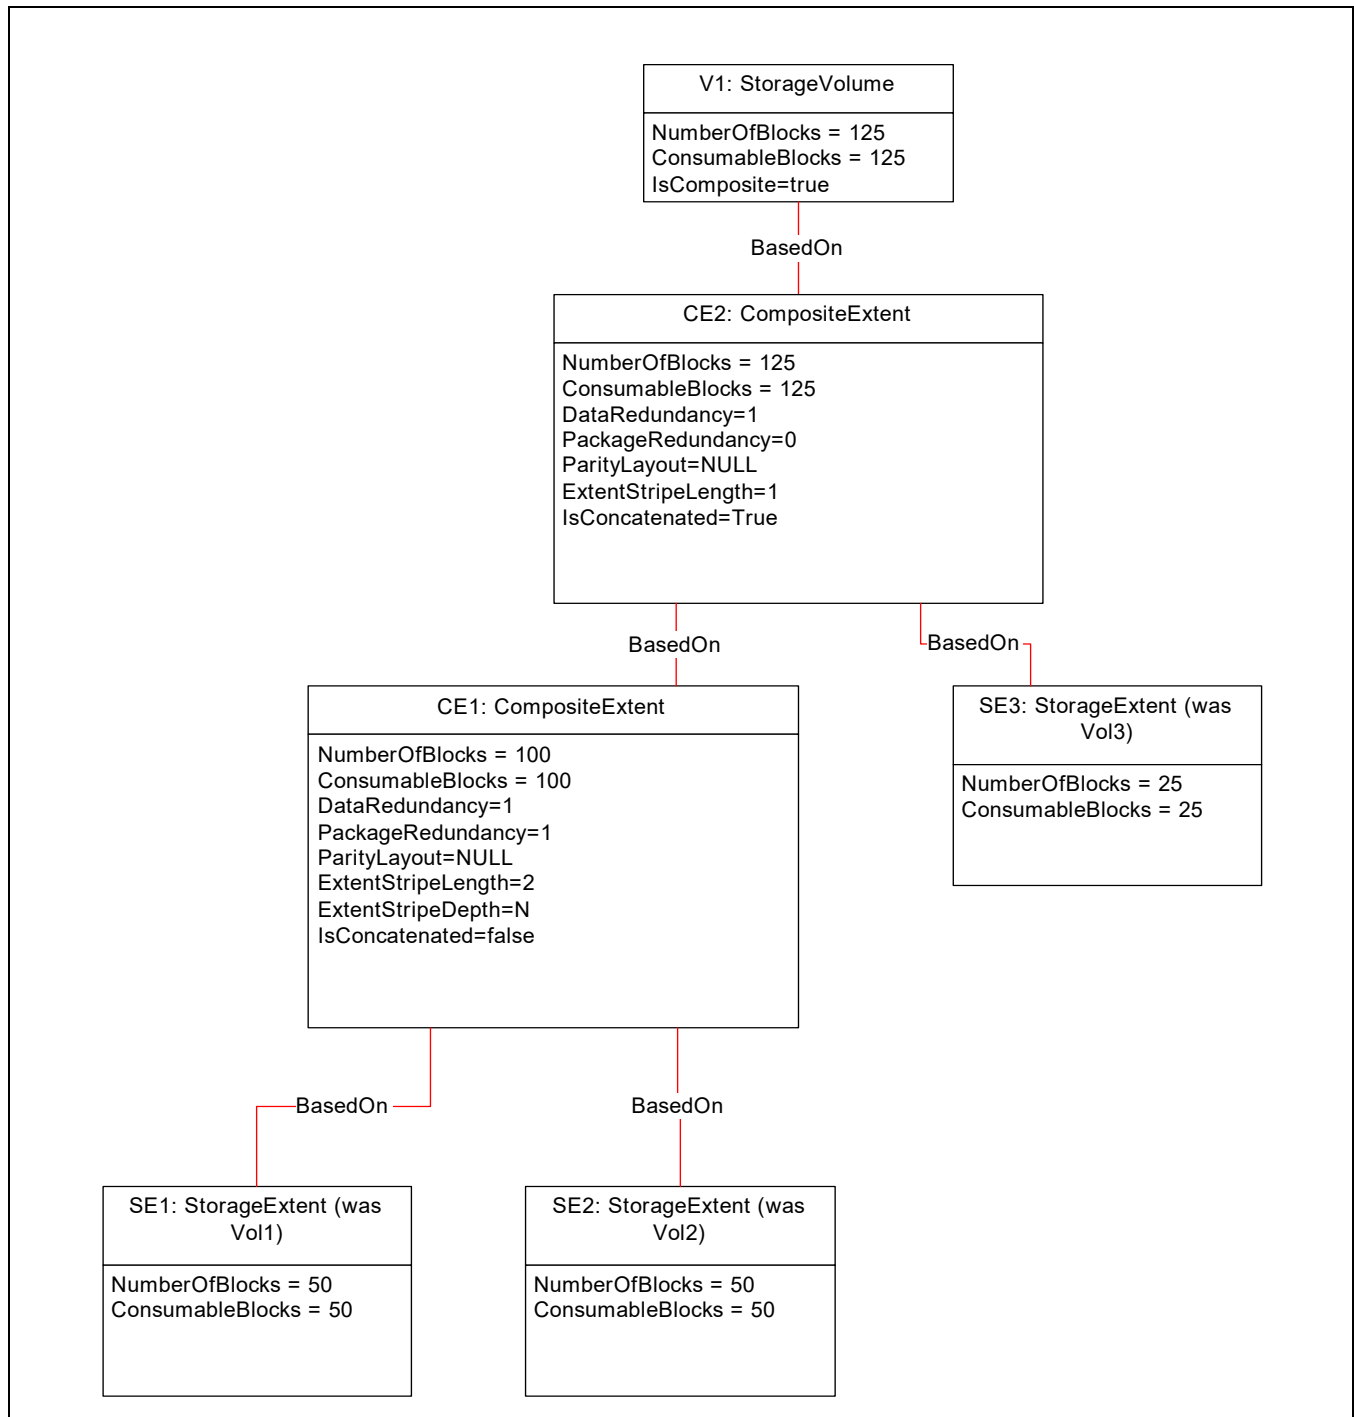 V1: StorageVolume
NumberOfBlocks = 125
ConsumableBlocks = 125
IsComposite=true
BasedOn
CE2: CompositeExtent
NumberOfBlocks = 125
ConsumableBlocks = 125
DataRedundancy=1
PackageRedundancy=0
ParityLayout=NULL
ExtentStripeLength=1
IsConcatenated=True
BasedOn
BasedOn
CE1: CompositeExtent
NumberOfBlocks = 100
ConsumableBlocks = 100
DataRedundancy=1
PackageRedundancy=1
ParityLayout=NULL
ExtentStripeLength=2
ExtentStripeDepth=N
IsConcatenated=false
SE3: StorageExtent (was
Vol3)
NumberOfBlocks = 25
ConsumableBlocks = 25
BasedOn
BasedOn
SE1: StorageExtent (was
Vol1)
NumberOfBlocks = 50
ConsumableBlocks = 50
SE2: StorageExtent (was
Vol2)
NumberOfBlocks = 50
ConsumableBlocks = 50